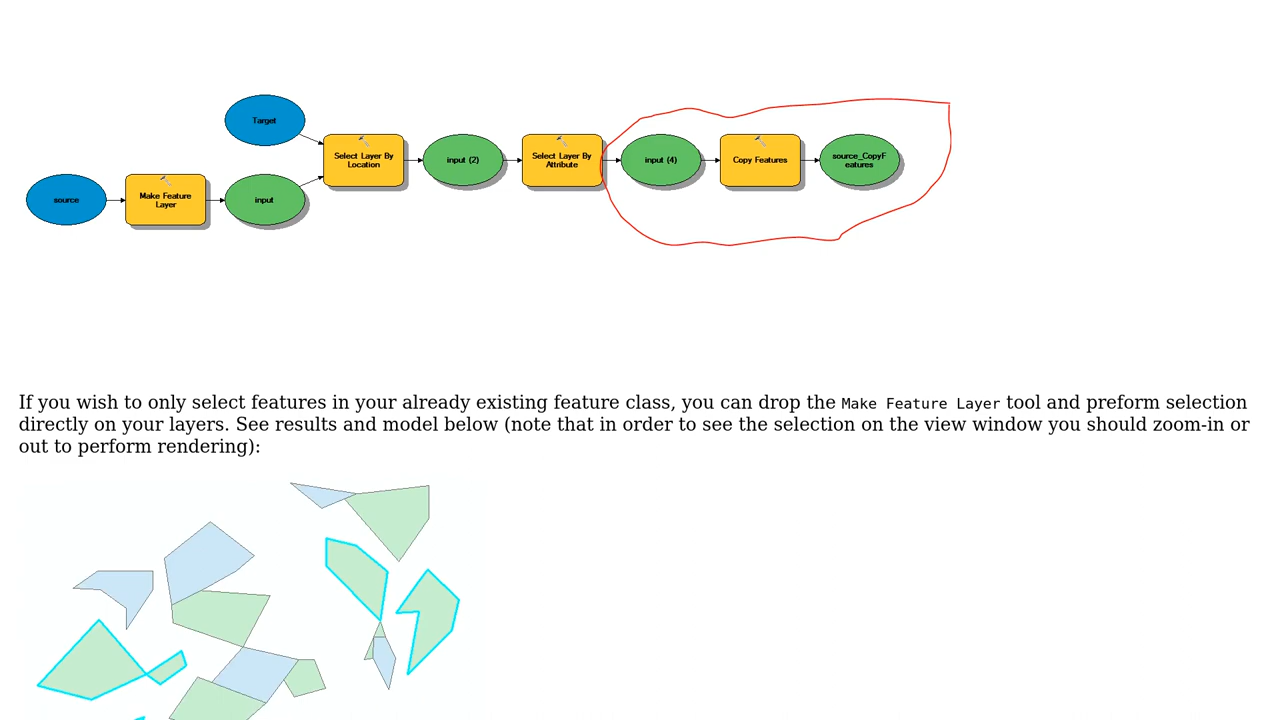 Target
Select Layer By
Location
input (2)
Select Layer By
Attribute
input (4)
Copy Features
source_CopyF
eatures
source
Make Feature
Layer
input
If you wish to only select features in your already existing feature class, you can drop the Make Feature Layer tool and preform selection
directly on your layers. See results and model below (note that in order to see the selection on the view window you should zoom-in or
out to perform rendering):